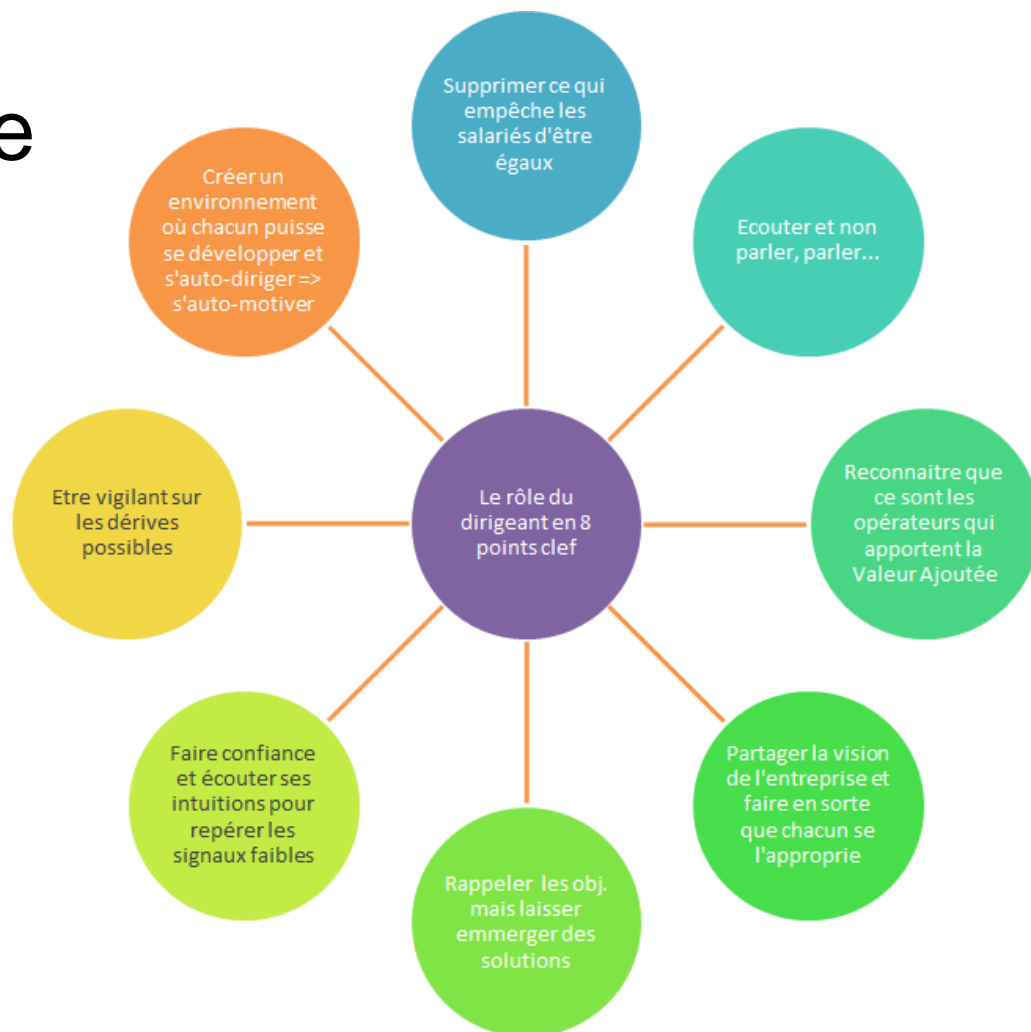 e
Supprimer ce qui
empêche les
salariés d'être
égaux
Ecouter et non
parler, parler...
Reconnaitre que
ce sont les
opérateurs qui
apportent la
Valeur Ajoutée
Partager la vision
de l'entreprise et
faire en sorte
que chacun se
l'approprie
Rappeler les obj.
mais laisser
emmerger des
solutions
Faire confiance
et écouter ses
intuitions pour
repérer les
signaux faibles
Etre vigilant sur
les dérives
possibles
Créer un
environnement
où chacun puisse
se développer et
s'auto-diriger =>
s'auto-motiver
Le rôle du
dirigeant en 8
points clef